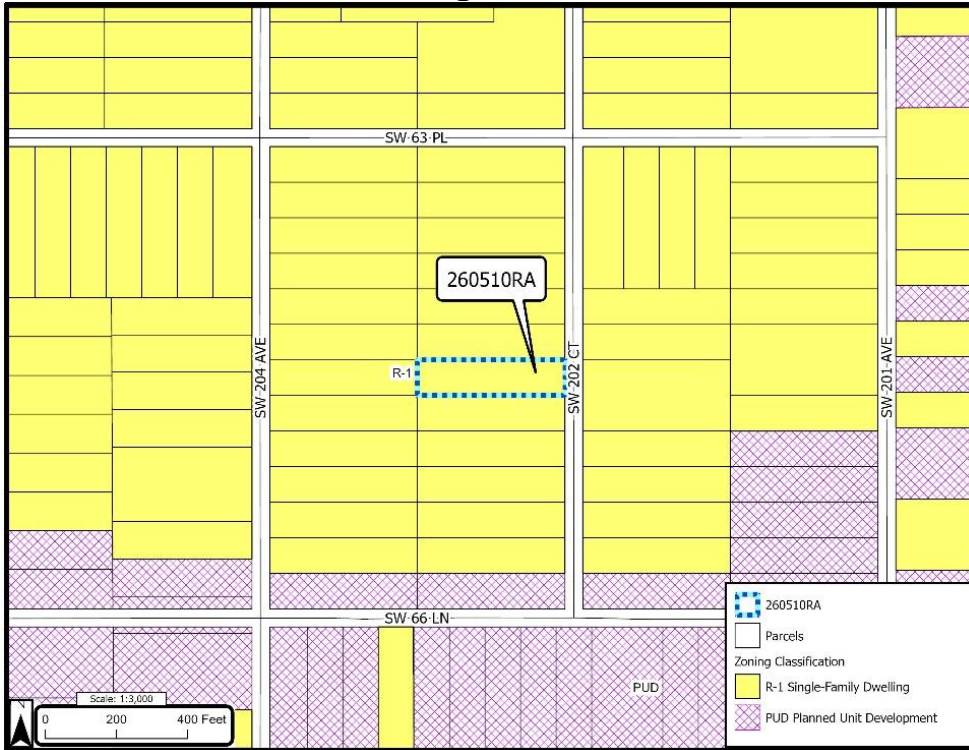 SW 63 PL
260510RA
R-1
SW 204 AVE
SW 202 CT
SW 201 AVE
SW 66 LN
PUD
Scale: 1:3,000
0 200 400 Feet
260510RA
Parcels
Zoning Classification
R-1 Single-Family Dwelling
PUD Planned Unit Development